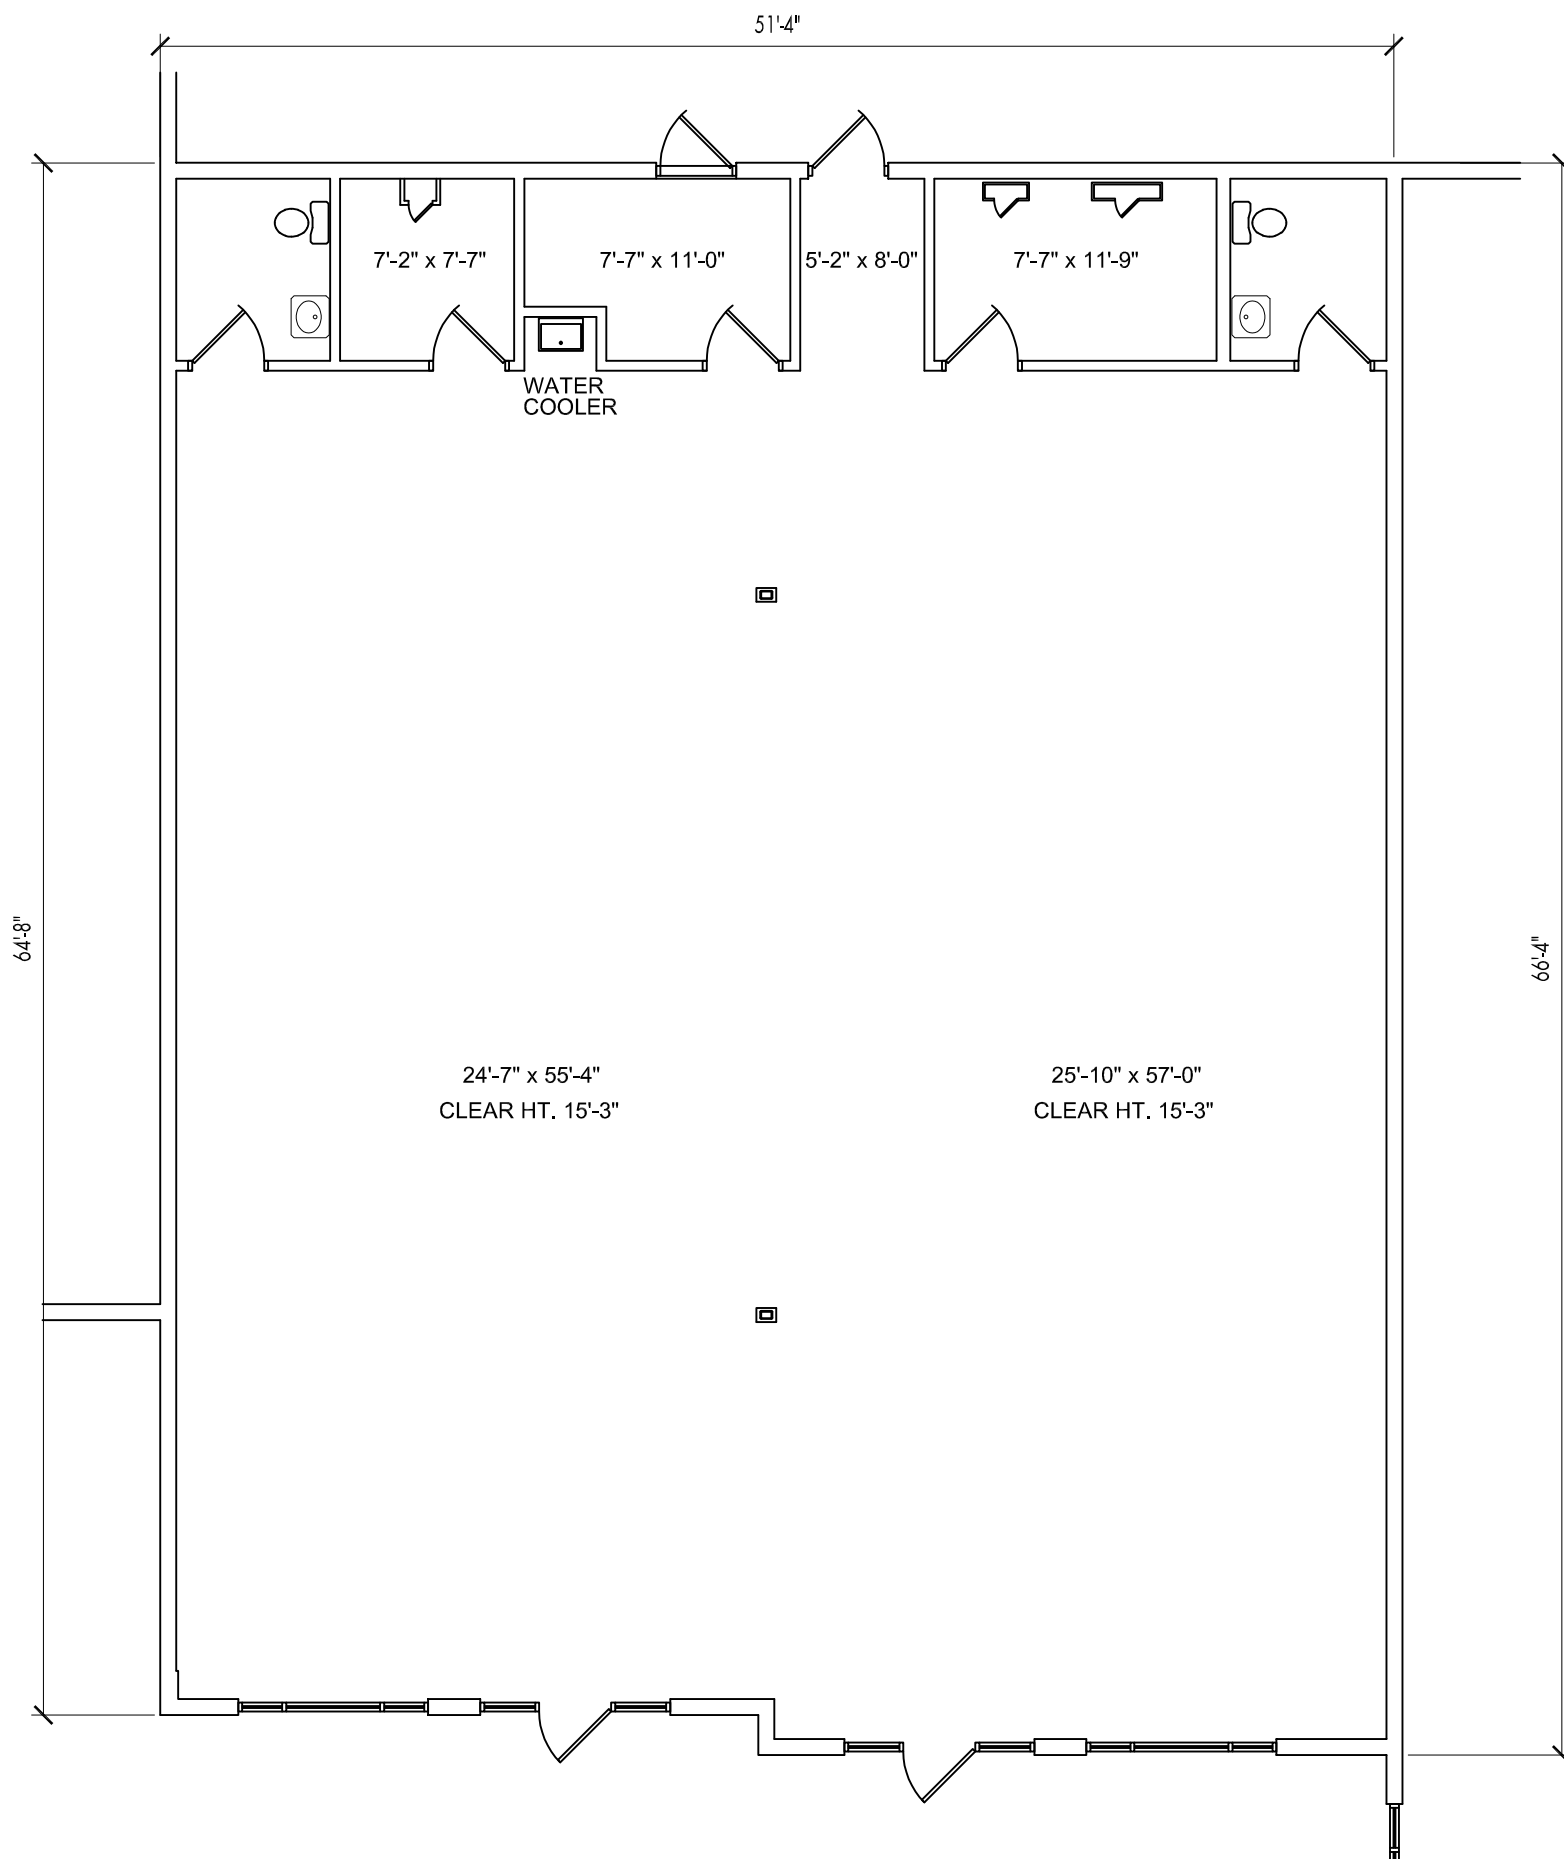 51'-4"
7'-2" x 7'-7"
7'-7" x 11'-0"
5'-2" x 8'-0"
7'-7" x 11'-9"
WATER
COOLER
64'-8"
66'-4"
24'-7" x 55'-4"
CLEAR HT. 15'-3"
25'-10" x 57'-0"
CLEAR HT. 15'-3"